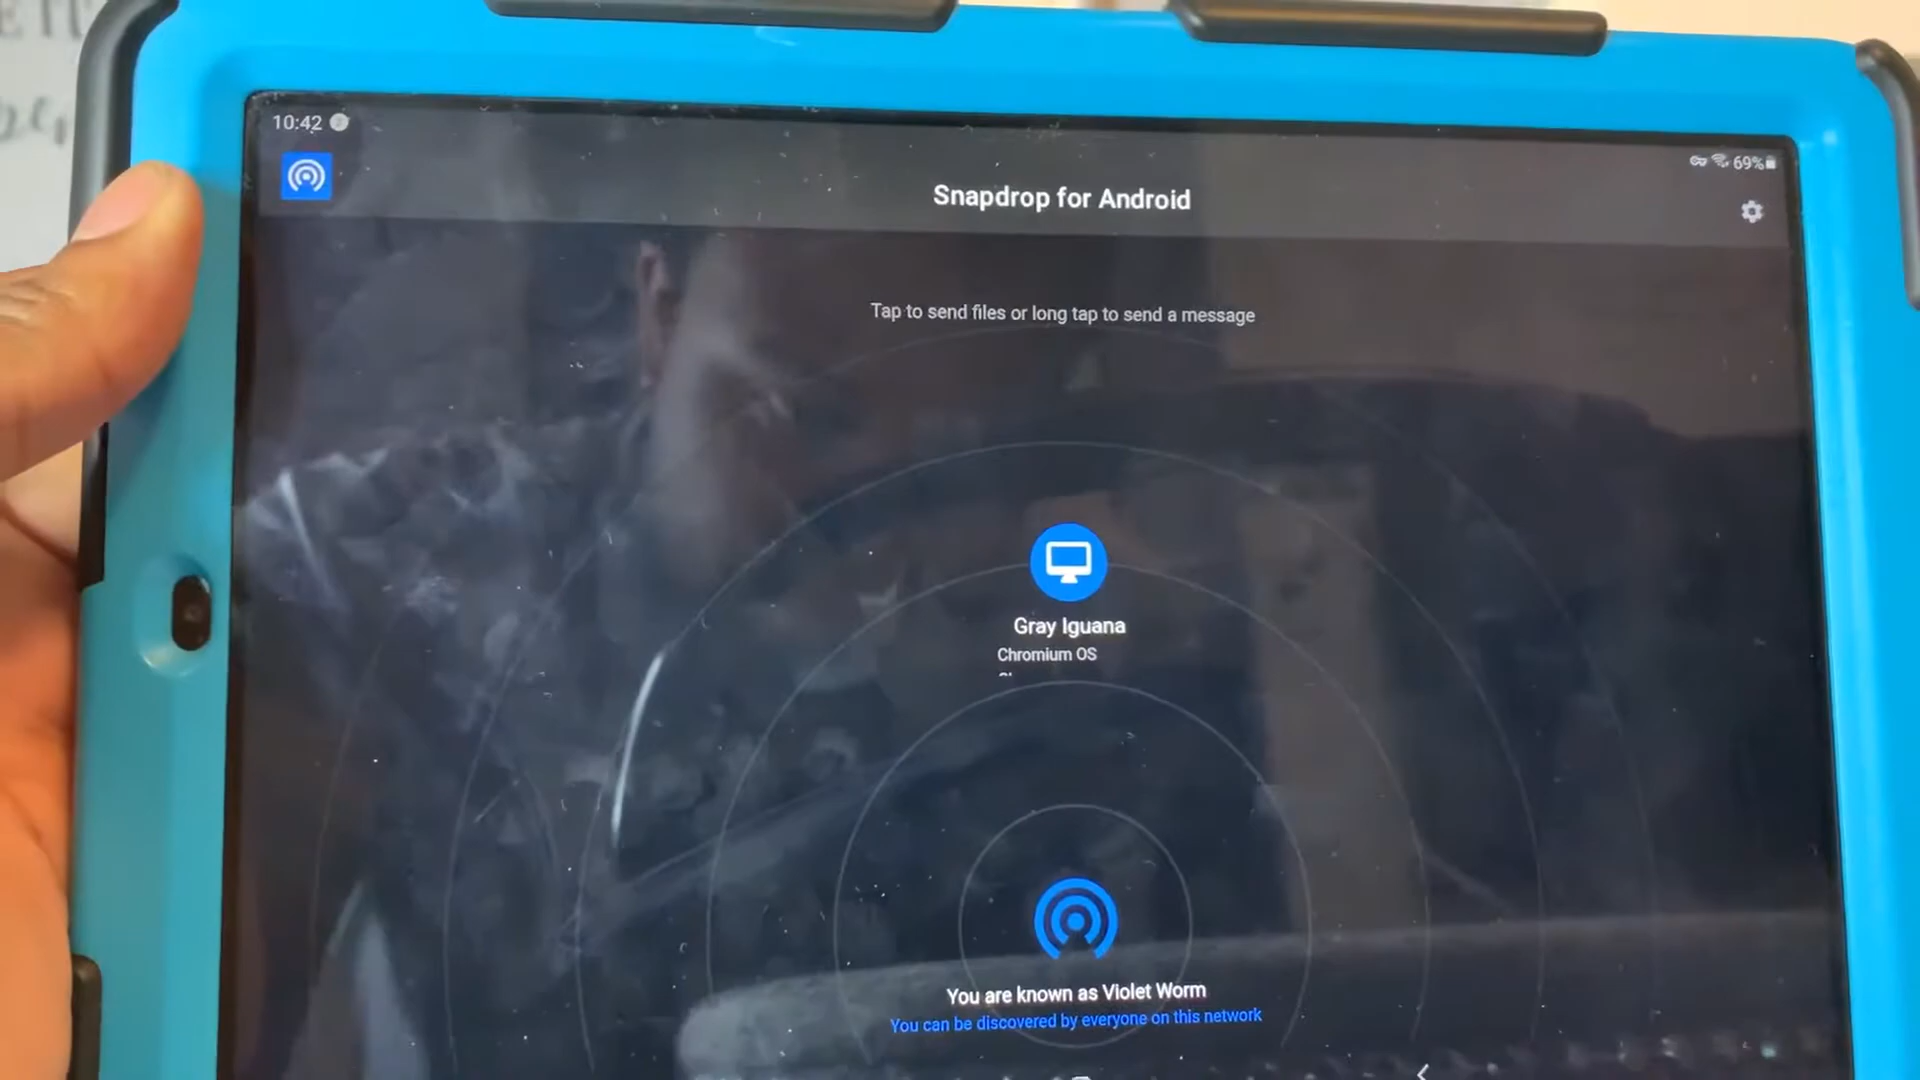 10:42
69%
Snapdrop for Android
Tap to send files or long tap to send a message
Gray Iguana
Chromium OS
You are known as Violet Worm
You can be discovered by everyone on this network